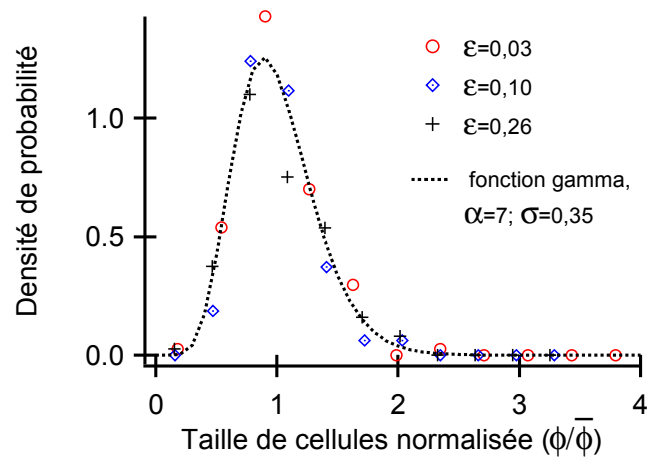 ε=0,03
ε=0,10
ε=0,26
fonction gamma,
α=7; σ=0,35
Densité de probabilité
1.0
0.5
0.0
0 1 2 3 4
Taille de cellules normalisée (ϕ/ϕ̅)